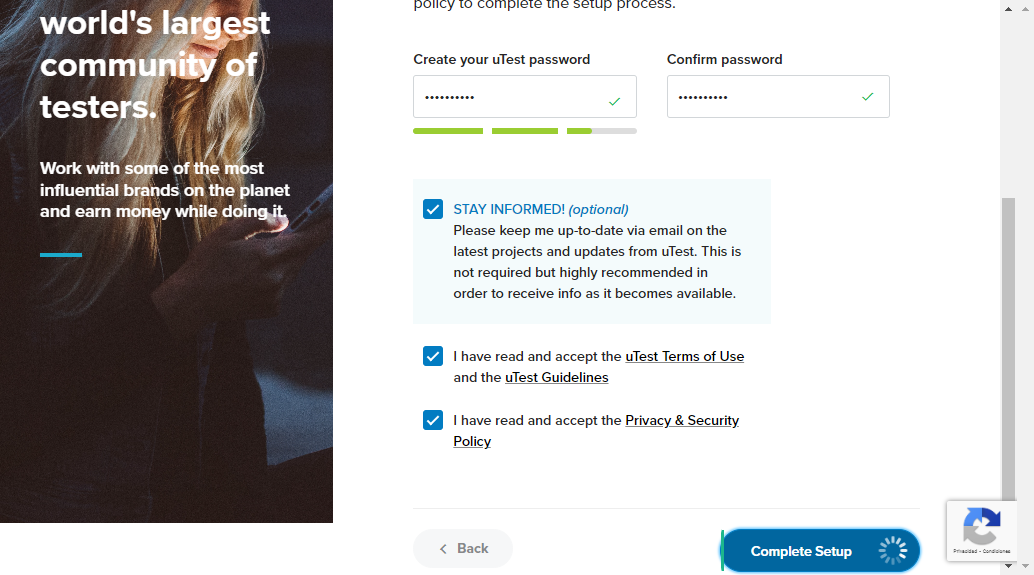 world's largest
community of
testers.
Work with some of the most
influential brands on the planet
and earn money while doing it.
policy to complete the setup process.
Create your uTest password
Confirm password
••••••••••
••••••••••
STAY INFORMED! (optional)
Please keep me up-to-date via email on the
latest projects and updates from uTest. This is
not required but highly recommended in
order to receive info as it becomes available.
I have read and accept the uTest Terms of Use
and the uTest Guidelines
I have read and accept the Privacy & Security
Policy
Back
Complete Setup
Privacidad - Condiciones